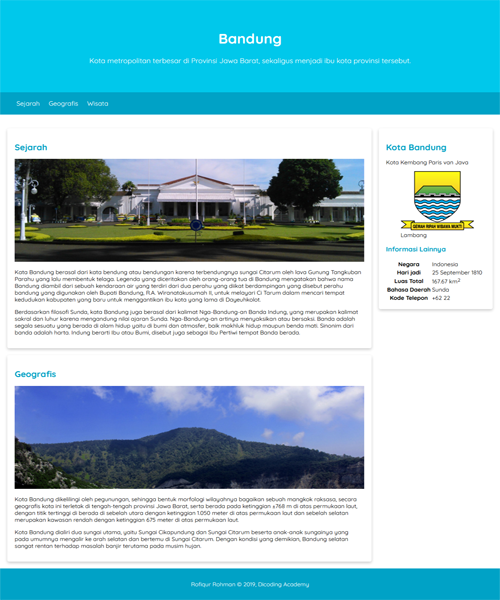 Bandung
Kota metropolitan terbesar di Provinsi Jawa Barat, sekaligus menjadi ibu kota provinsi tersebut.
Sejarah Geografis Wisata
Sejarah
Kota Bandung berasal dari kata bendung atau bendungan karena terbendungnya sungai Citarum oleh lava Gunung Tangkuban
Parahu yang lalu membentuk telaga. Legenda yang diceritakan oleh orang-orang tua di Bandung mengatakan bahwa nama
Bandung diambil dari sebuah kendaraan air yang terdiri dari dua perahu yang diikat berdampingan yang disebut perahu
bandung yang digunakan oleh Bupati Bandung, R.A. Wiranatakusumah II, untuk melayari Ci Tarum dalam mencari tempat
kedudukan kabupaten yang baru untuk menggantikan ibu kota yang lama di Dayeuhkolot.
Berdasarkan filosofi Sunda, kata Bandung juga berasal dari kalimat Nga-Bandung-an Banda Indung, yang merupakan kalimat
sakral dan luhur karena mengandung nilai ajaran Sunda. Nga-Bandung-an artinya menyaksikan atau bersaksi. Banda adalah
segala sesuatu yang berada di alam hidup yaitu di bumi dan atmosfer, baik makhluk hidup maupun benda mati. Sinonim dari
banda adalah harta. Indung berarti Ibu atau Bumi, disebut juga sebagai Ibu Pertiwi tempat Banda berada.
Geografis
Kota Bandung dikelilingi oleh pegunungan, sehingga bentuk morfologi wilayahnya bagaikan sebuah mangkok raksasa, secara
geografis kota ini terletak di tengah-tengah provinsi Jawa Barat, serta berada pada ketinggian ±768 m di atas permukaan laut,
dengan titik tertinggi di berada di sebelah utara dengan ketinggian 1.050 meter di atas permukaan laut dan sebelah selatan
merupakan kawasan rendah dengan ketinggian 675 meter di atas permukaan laut.
Kota Bandung dialiri dua sungai utama, yaitu Sungai Cikapundung dan Sungai Citarum beserta anak-anak sungainya yang
pada umumnya mengalir ke arah selatan dan bertemu di Sungai Citarum. Dengan kondisi yang demikian, Bandung selatan
sangat rentan terhadap masalah banjir terutama pada musim hujan.
Kota Bandung
Kota Kembang Paris van Java
GEMAH RIPAH WIBAWA MUKTI
Lambang
Informasi Lainnya
Negara Indonesia
Hari jadi 25 September 1810
Luas Total 167.67 km²
Bahasa Daerah Sunda
Kode Telepon +62 22
Rofiqur Rahman © 2019, Dicoding Academy